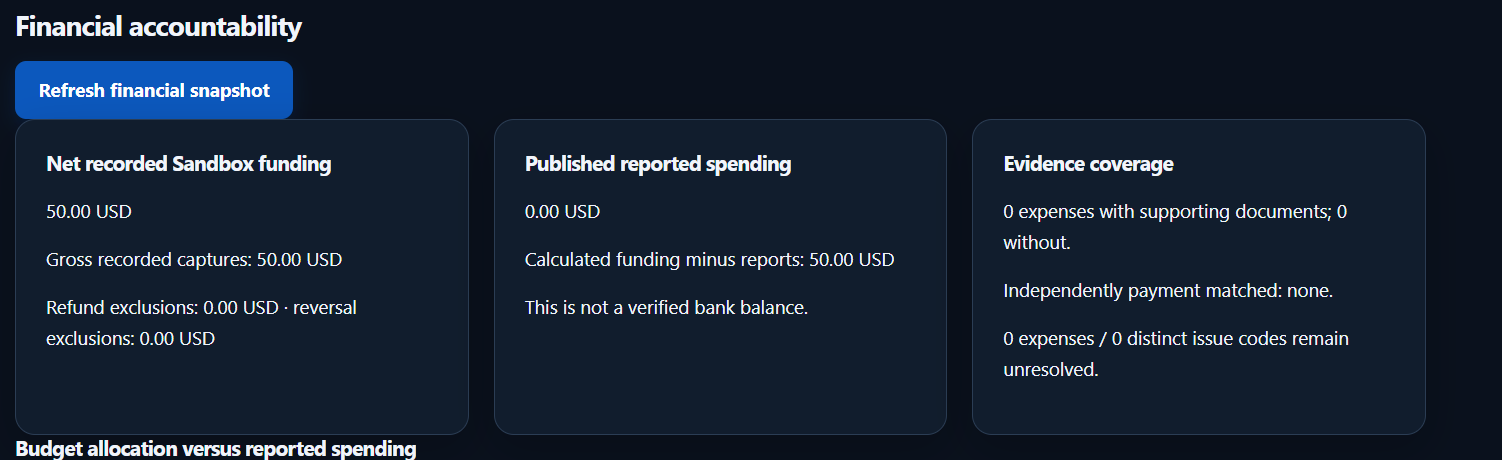 Financial accountability
Refresh financial snapshot
Net recorded Sandbox funding
50.00 USD
Gross recorded captures: 50.00 USD
Refund exclusions: 0.00 USD · reversal
exclusions: 0.00 USD
Published reported spending
0.00 USD
Calculated funding minus reports: 50.00 USD
This is not a verified bank balance.
Evidence coverage
0 expenses with supporting documents; 0
without.
Independently payment matched: none.
0 expenses / 0 distinct issue codes remain
unresolved.
Budget allocation versus reported spending